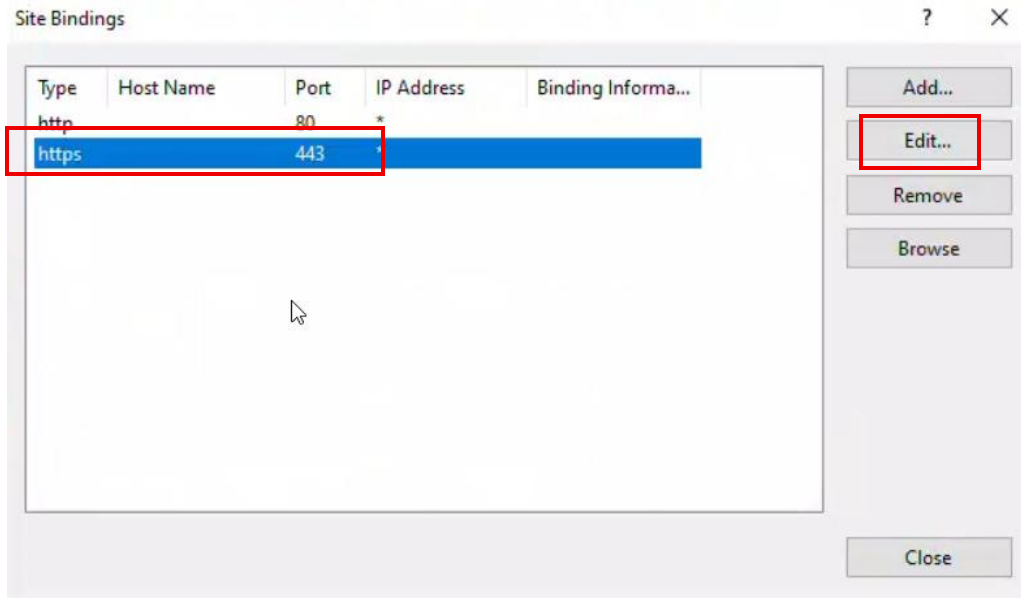 Site Bindings ? ×
Type Host Name Port IP Address Binding Informa...
http 80 *
https 443 *
Add...
Edit...
Remove
Browse
Close